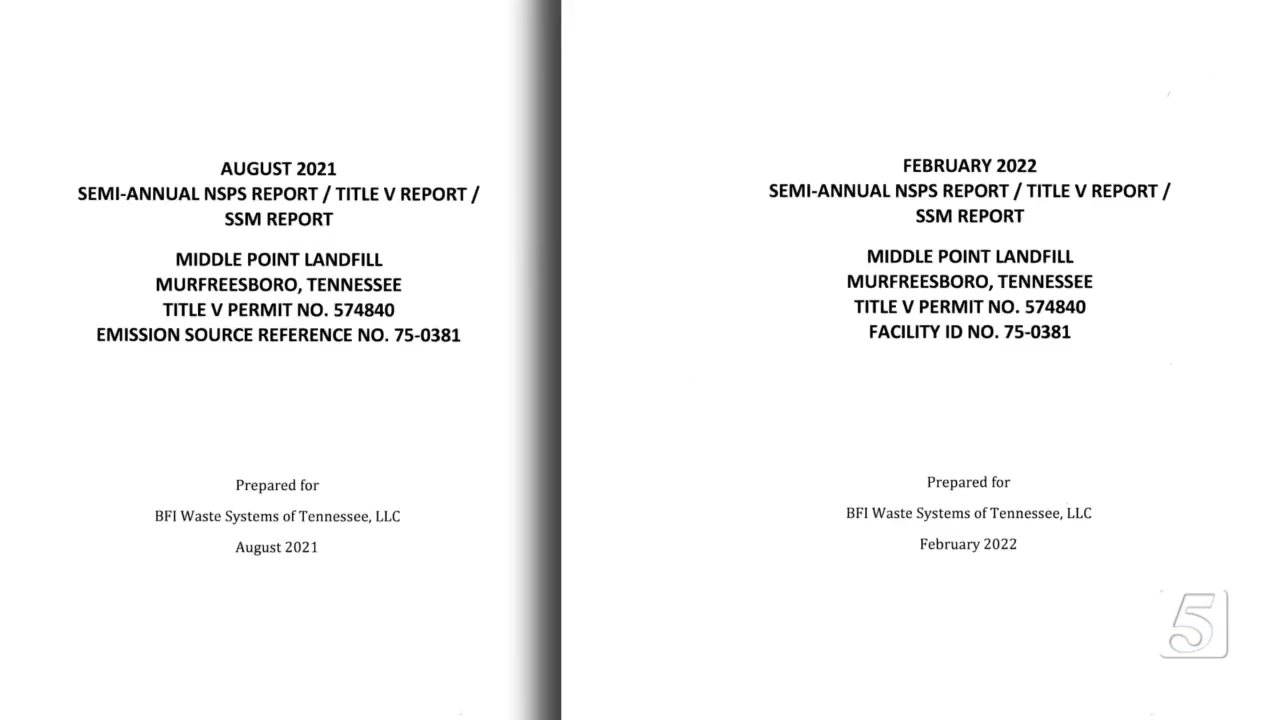 AUGUST 2021
SEMI-ANNUAL NSPS REPORT / TITLE V REPORT /
SSM REPORT
MIDDLE POINT LANDFILL
MURFREESBORO, TENNESSEE
TITLE V PERMIT NO. 574840
EMISSION SOURCE REFERENCE NO. 75-0381
Prepared for
BFI Waste Systems of Tennessee, LLC
August 2021
FEBRUARY 2022
SEMI-ANNUAL NSPS REPORT / TITLE V REPORT /
SSM REPORT
MIDDLE POINT LANDFILL
MURFREESBORO, TENNESSEE
TITLE V PERMIT NO. 574840
FACILITY ID NO. 75-0381
Prepared for
BFI Waste Systems of Tennessee, LLC
February 2022
5